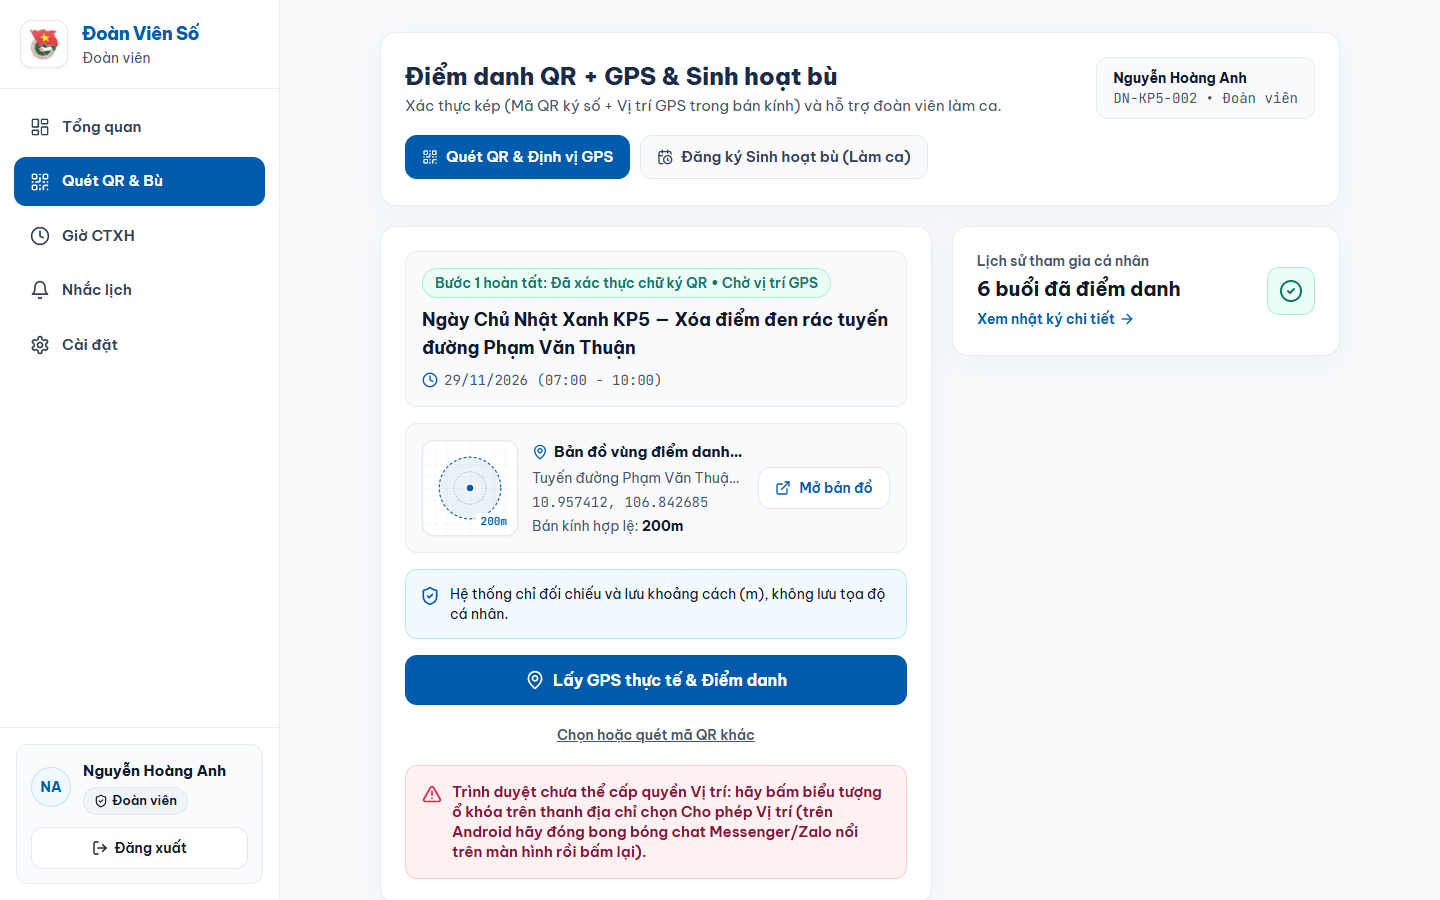 Đoàn Viên Số
Đoàn viên
Tổng quan
Quét QR & Bù
Giờ CTXH
Nhắc lịch
Cài đặt
NA
Nguyễn Hoàng Anh
Đoàn viên
Đăng xuất
Điểm danh QR + GPS & Sinh hoạt bù
Xác thực kép (Mã QR ký số + Vị trí GPS trong bán kính) và hỗ trợ đoàn viên làm ca.
Nguyễn Hoàng Anh
DN-KP5-002 • Đoàn viên
Quét QR & Định vị GPS
Đăng ký Sinh hoạt bù (Làm ca)
Bước 1 hoàn tất: Đã xác thực chữ ký QR • Chờ vị trí GPS
Ngày Chủ Nhật Xanh KP5 — Xóa điểm đen rác tuyến
đường Phạm Văn Thuận
29/11/2026 (07:00 - 10:00)
200m
Bản đồ vùng điểm danh...
Tuyến đường Phạm Văn Thuậ...
10.957412, 106.842685
Bán kính hợp lệ: 200m
Mở bản đồ
Hệ thống chỉ đối chiếu và lưu khoảng cách (m), không lưu tọa độ
cá nhân.
Lấy GPS thực tế & Điểm danh
Chọn hoặc quét mã QR khác
Trình duyệt chưa thể cấp quyền Vị trí: hãy bấm biểu tượng
ổ khóa trên thanh địa chỉ chọn Cho phép Vị trí (trên
Android hãy đóng bong bóng chat Messenger/Zalo nổi
trên màn hình rồi bấm lại).
Lịch sử tham gia cá nhân
6 buổi đã điểm danh
Xem nhật ký chi tiết →